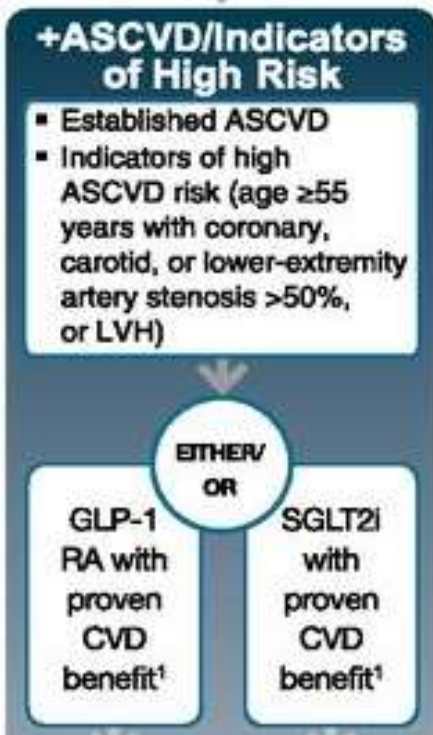 +ASCVD/Indicators
of High Risk
▪ Established ASCVD
▪ Indicators of high
ASCVD risk (age ≥55
years with coronary,
carotid, or lower-extremity
artery stenosis >50%,
or LVH)
EITHER/
OR
GLP-1
RA with
proven
CVD
benefit¹
SGLT2i
with
proven
CVD
benefit¹